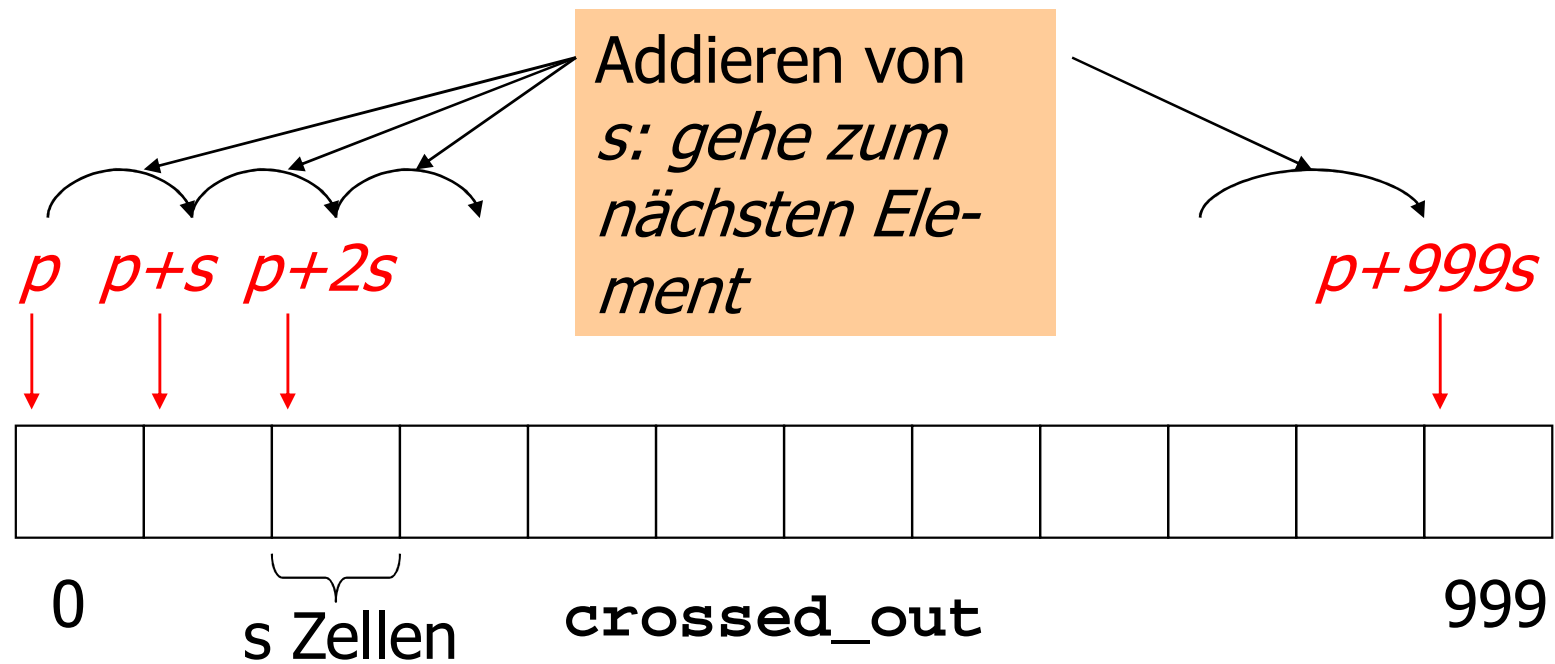 Addieren von
s: gehe zum
nächsten Ele-
ment
p p+s p+2s p+999s
0 999
s Zellen crossed_out